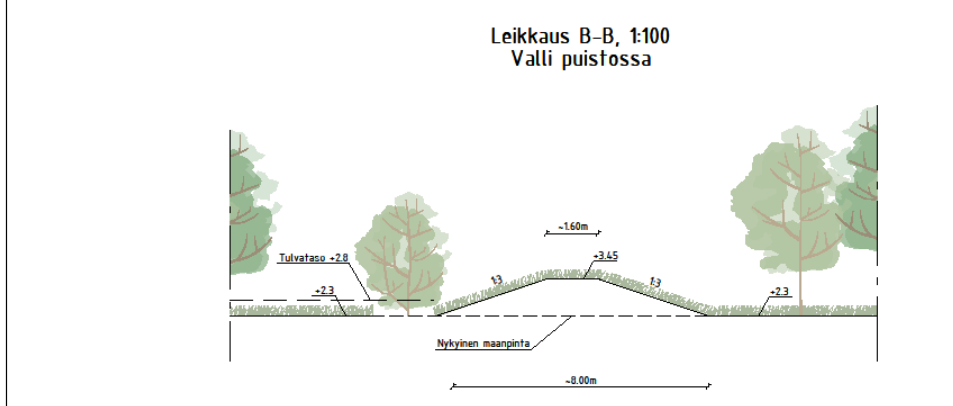 Leikkaus B-B, 1:100
Valli puistossa
~1.60m
+3.45
Tulvataso +2.8
1:3
1:3
+2.3
+2.3
Nykyinen maanpinta
~8.00m